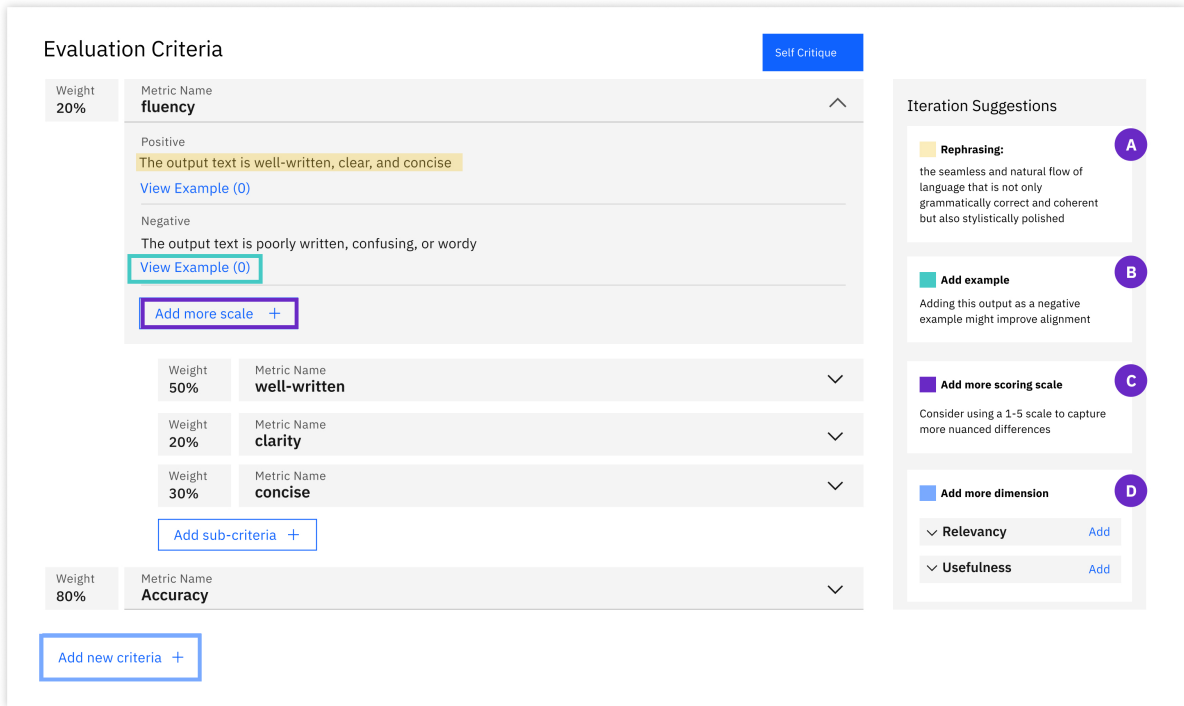 Evaluation Criteria
Self Critique
Weight
20%
Metric Name
fluency
Positive
The output text is well-written, clear, and concise
View Example (0)
Negative
The output text is poorly written, confusing, or wordy
View Example (0)
Add more scale +
Weight
50%
Metric Name
well-written
Weight
20%
Metric Name
clarity
Weight
30%
Metric Name
concise
Add sub-criteria +
Weight
80%
Metric Name
Accuracy
Add new criteria +
Iteration Suggestions
A
Rephrasing:
the seamless and natural flow of
language that is not only
grammatically correct and coherent
but also stylistically polished
B
Add example
Adding this output as a negative
example might improve alignment
C
Add more scoring scale
Consider using a 1-5 scale to capture
more nuanced differences
D
Add more dimension
Relevancy Add
Usefulness Add